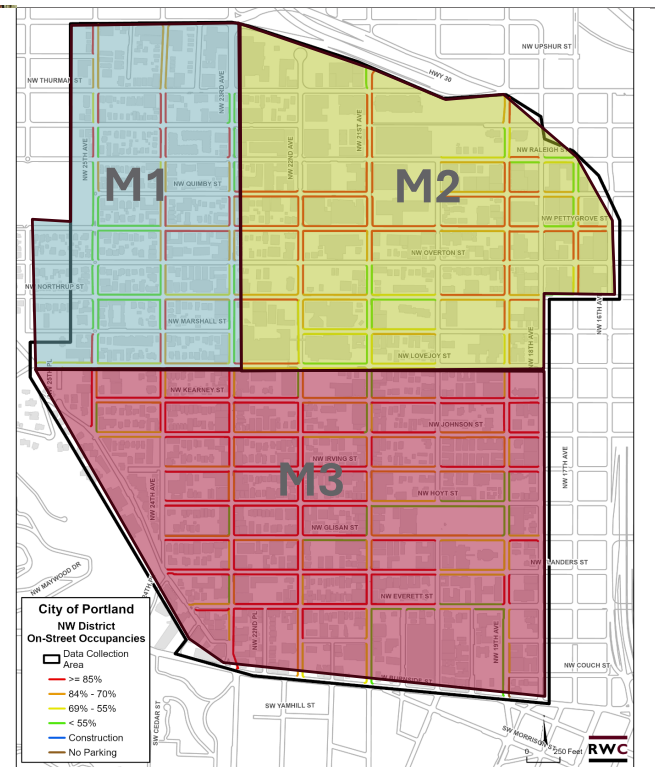 NW UPSHUR ST
HWY 30
NW THURMAN ST
NW 23RD AVE
NW 25TH AVE
NW 22ND AVE
NW 21ST AVE
NW RALEIGH ST
M1
M2
NW QUIMBY ST
NW PETTYGROVE ST
NW OVERTON ST
NW NORTHRUP ST
NW 16TH AV
NW MARSHALL ST
NW 18TH AV
NW LOVEJOY ST
NW 25TH PL
NW KEARNEY ST
NW JOHNSON ST
NW IRVING ST
NW 17TH AV
M3
NW HOYT ST
NW 24TH AVE
NW GLISAN ST
NW MAYWOOD DR
NW EVERETT ST
NW 22ND PL
NW 19TH AVE
NW COUCH ST
SW YAMHILL ST
SW CEDAR ST
SW MORRISON ST
City of Portland
NW District
On-Street Occupancies
Data Collection
Area
>= 85%
84% - 70%
69% - 55%
< 55%
Construction
No Parking
0
250 Feet
RWC